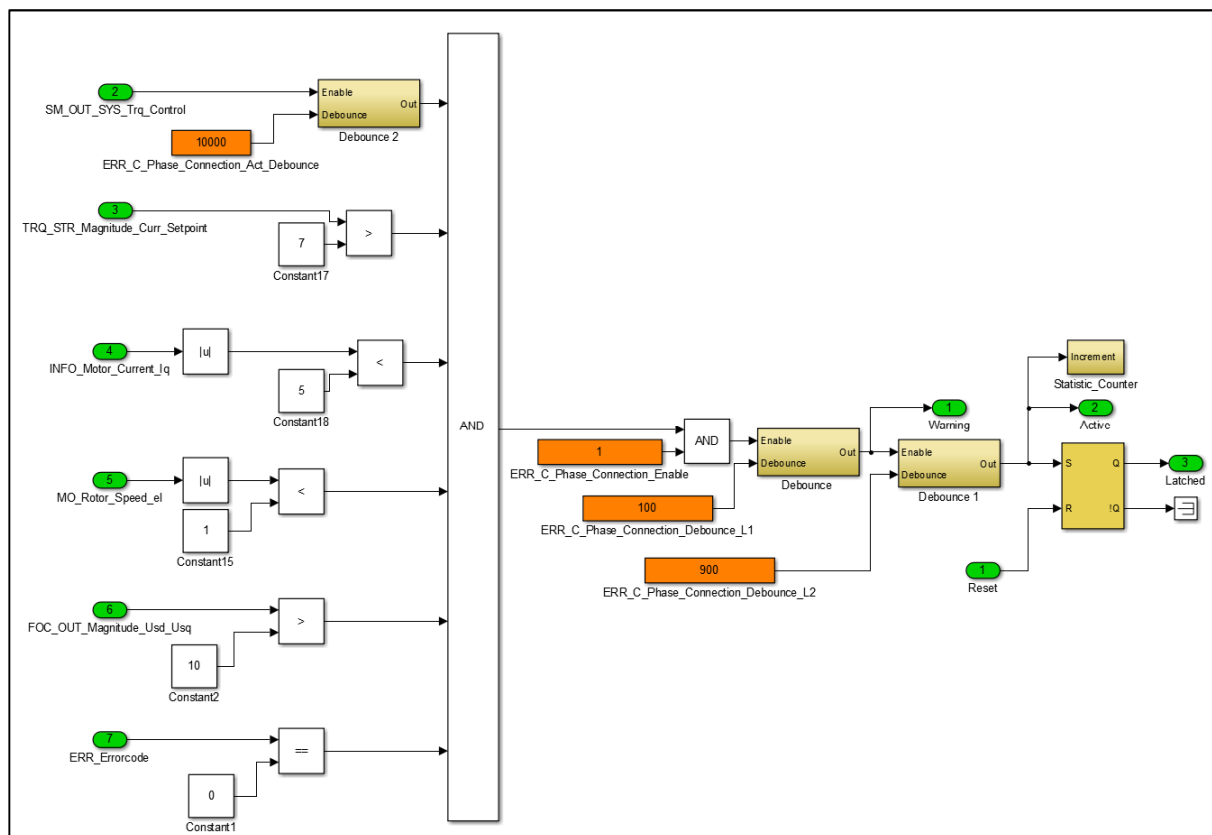 2
SM_OUT_SYS_Trq_Control
Enable
Debounce
Out
Debounce 2
10000
ERR_C_Phase_Connection_Act_Debounce
3
TRQ_STR_Magnitude_Curr_Setpoint
7
Constant17
>
4
INFO_Motor_Current_Iq
|u|
5
Constant18
<
5
MO_Rotor_Speed_el
|u|
1
Constant15
<
6
FOC_OUT_Magnitude_Usd_Usq
10
Constant2
>
7
ERR_Errorcode
0
Constant1
==
AND
1
ERR_C_Phase_Connection_Enable
AND
100
ERR_C_Phase_Connection_Debounce_L1
Enable
Debounce
Out
Debounce
900
ERR_C_Phase_Connection_Debounce_L2
1
Warning
Enable
Debounce
Out
Debounce 1
Increment
Statistic_Counter
2
Active
S
R
Q
!Q
3
Latched
1
Reset